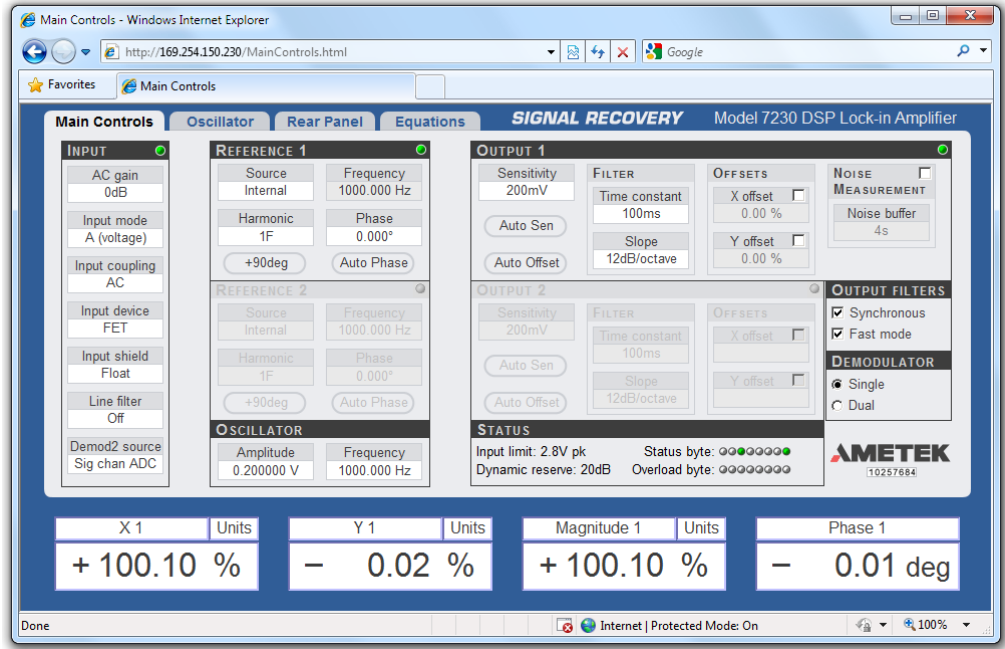 Main Controls - Windows Internet Explorer
http://169.254.150.230/MainControls.html
Google
Favorites
Main Controls
Main Controls
Oscillator
Rear Panel
Equations
SIGNAL RECOVERY
Model 7230 DSP Lock-in Amplifier
INPUT
AC gain
0dB
Input mode
A (voltage)
Input coupling
AC
Input device
FET
Input shield
Float
Line filter
Off
Demod2 source
Sig chan ADC
REFERENCE 1
Source
Internal
Frequency
1000.000 Hz
Harmonic
1F
Phase
0.000°
+90deg
Auto Phase
REFERENCE 2
Source
Internal
Frequency
1000.000 Hz
Harmonic
1F
Phase
0.000°
+90deg
Auto Phase
OSCILLATOR
Amplitude
0.200000 V
Frequency
1000.000 Hz
OUTPUT 1
Sensitivity
200mV
Auto Sen
Auto Offset
FILTER
Time constant
100ms
Slope
12dB/octave
OFFSETS
X offset
0.00 %
Y offset
0.00 %
NOISE
MEASUREMENT
Noise buffer
4s
OUTPUT 2
Sensitivity
200mV
Auto Sen
Auto Offset
FILTER
Time constant
100ms
Slope
12dB/octave
OFFSETS
X offset
Y offset
OUTPUT FILTERS
Synchronous
Fast mode
DEMODULATOR
Single
Dual
STATUS
Input limit: 2.8V pk
Status byte:
Dynamic reserve: 20dB
Overload byte:
AMETEK
10257684
X 1
Units
+ 100.10 %
Y 1
Units
– 0.02 %
Magnitude 1
Units
+ 100.10 %
Phase 1
– 0.01 deg
Done
Internet | Protected Mode: On
100%